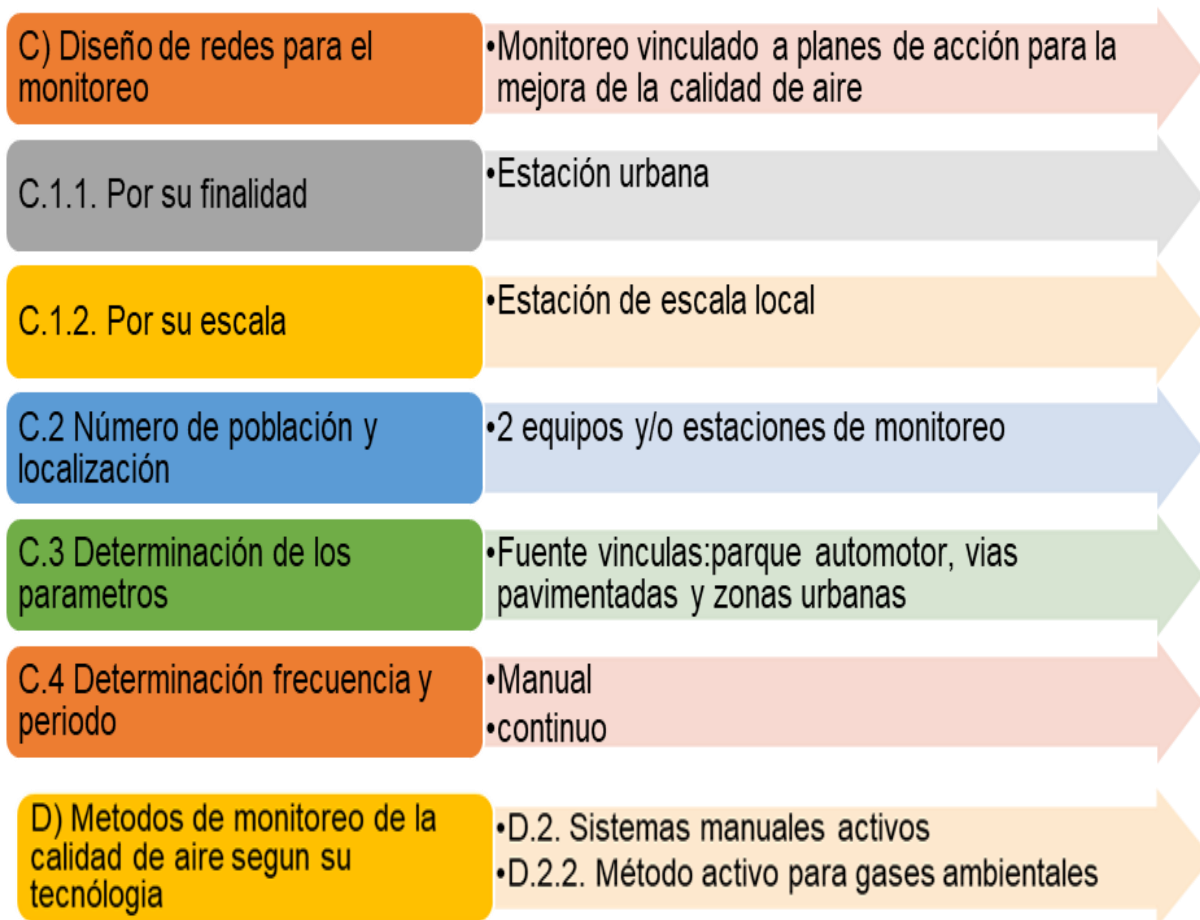 C) Diseño de redes para el
monitoreo
•Monitoreo vinculado a planes de acción para la
mejora de la calidad de aire
C.1.1. Por su finalidad
•Estación urbana
C.1.2. Por su escala
•Estación de escala local
C.2 Número de población y
localización
•2 equipos y/o estaciones de monitoreo
C.3 Determinación de los
parametros
•Fuente vinculas:parque automotor, vias
pavimentadas y zonas urbanas
C.4 Determinación frecuencia y
periodo
•Manual
•continuo
D) Metodos de monitoreo de la
calidad de aire segun su
tecnólogia
•D.2. Sistemas manuales activos
•D.2.2. Método activo para gases ambientales